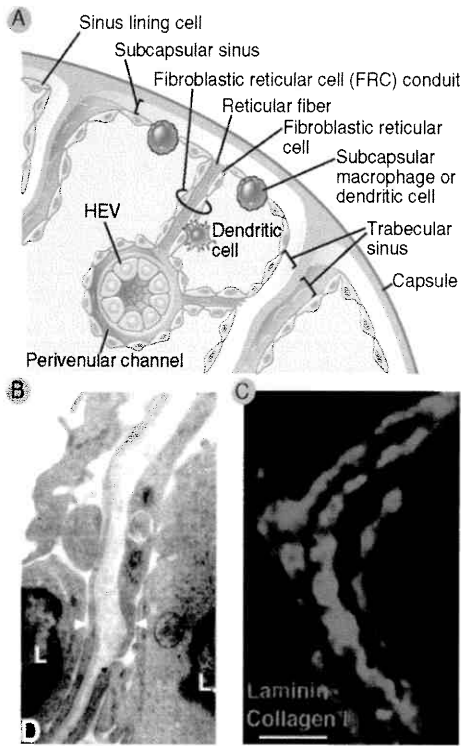 A
Sinus lining cell
Subcapsular sinus
Fibroblastic reticular cell (FRC) conduit
Reticular fiber
Fibroblastic reticular
cell
Subcapsular
macrophage or
dendritic cell
HEV
Dendritic
cell
Trabecular
sinus
Capsule
Perivenular channel
B
C
L
L
D
Laminin
Collagen I